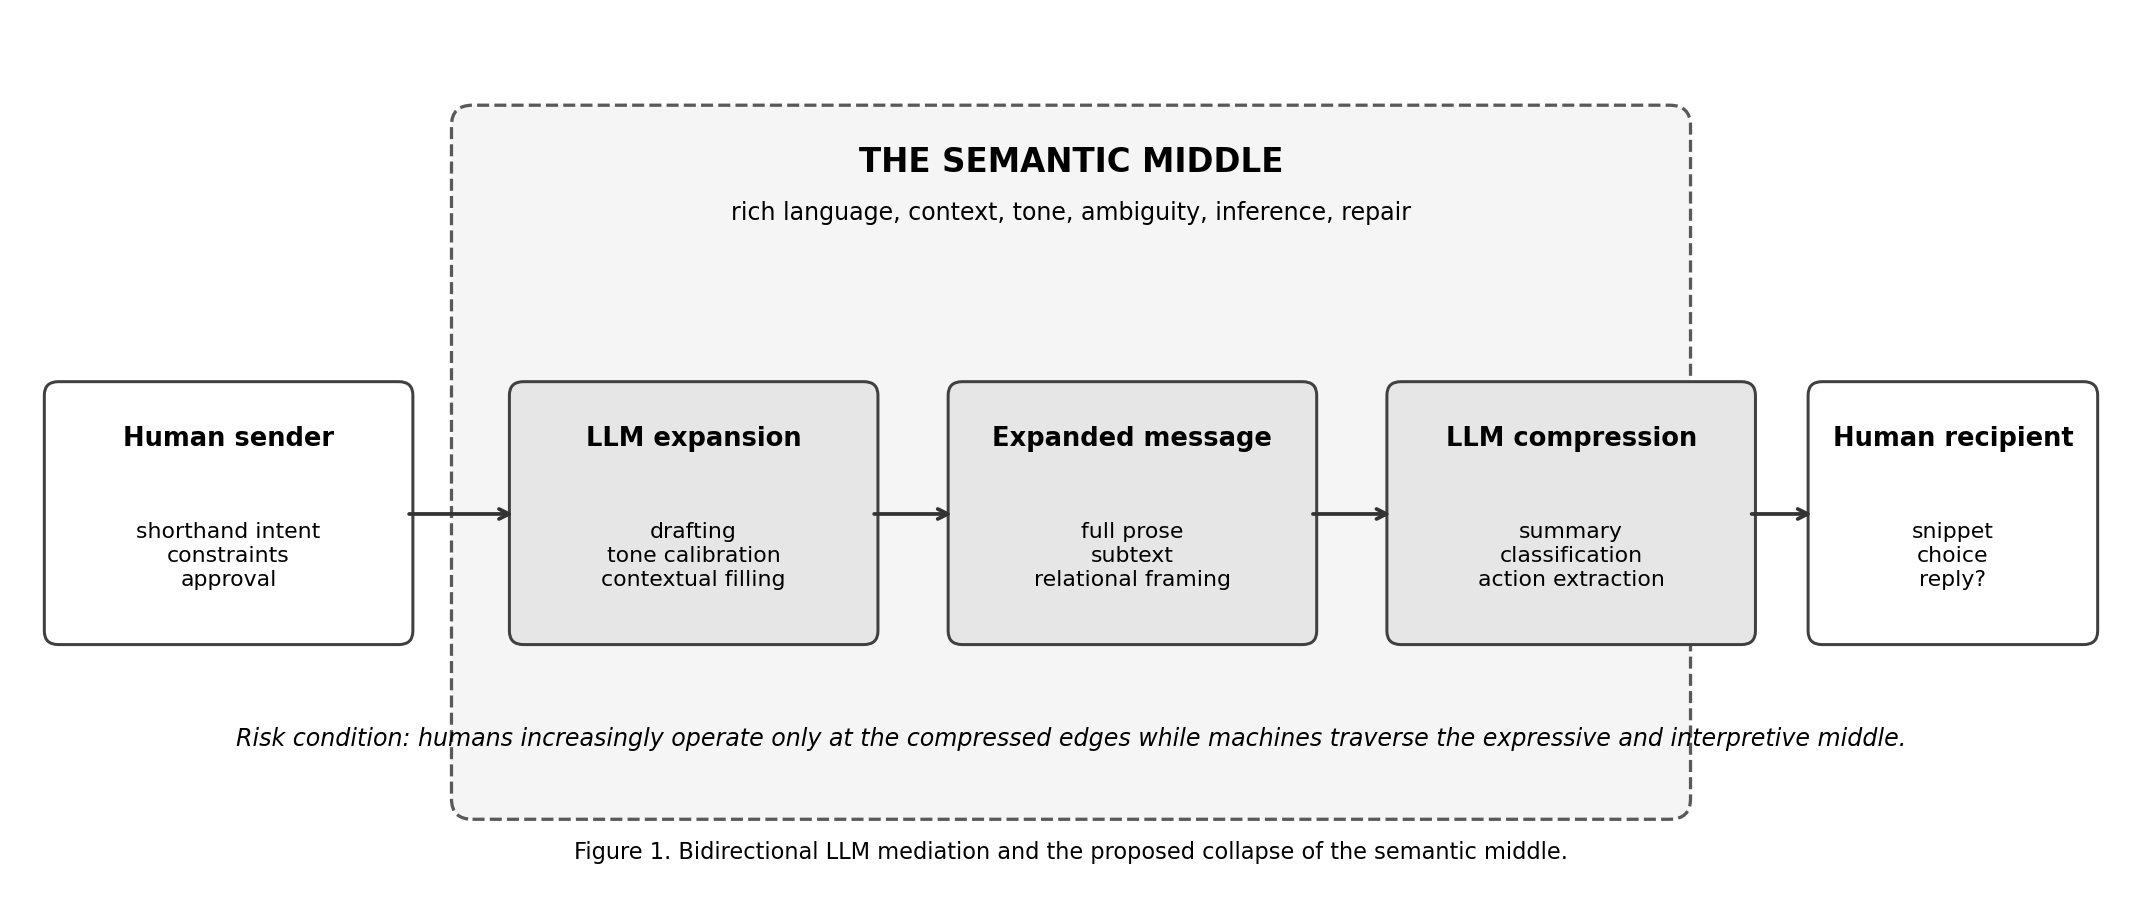 THE SEMANTIC MIDDLE
rich language, context, tone, ambiguity, inference, repair
Human sender
shorthand intent
constraints
approval
LLM expansion
drafting
tone calibration
contextual filling
Expanded message
full prose
subtext
relational framing
LLM compression
summary
classification
action extraction
Human recipient
snippet
choice
reply?
Risk condition: humans increasingly operate only at the compressed edges while machines traverse the expressive and interpretive middle.
Figure 1. Bidirectional LLM mediation and the proposed collapse of the semantic middle.